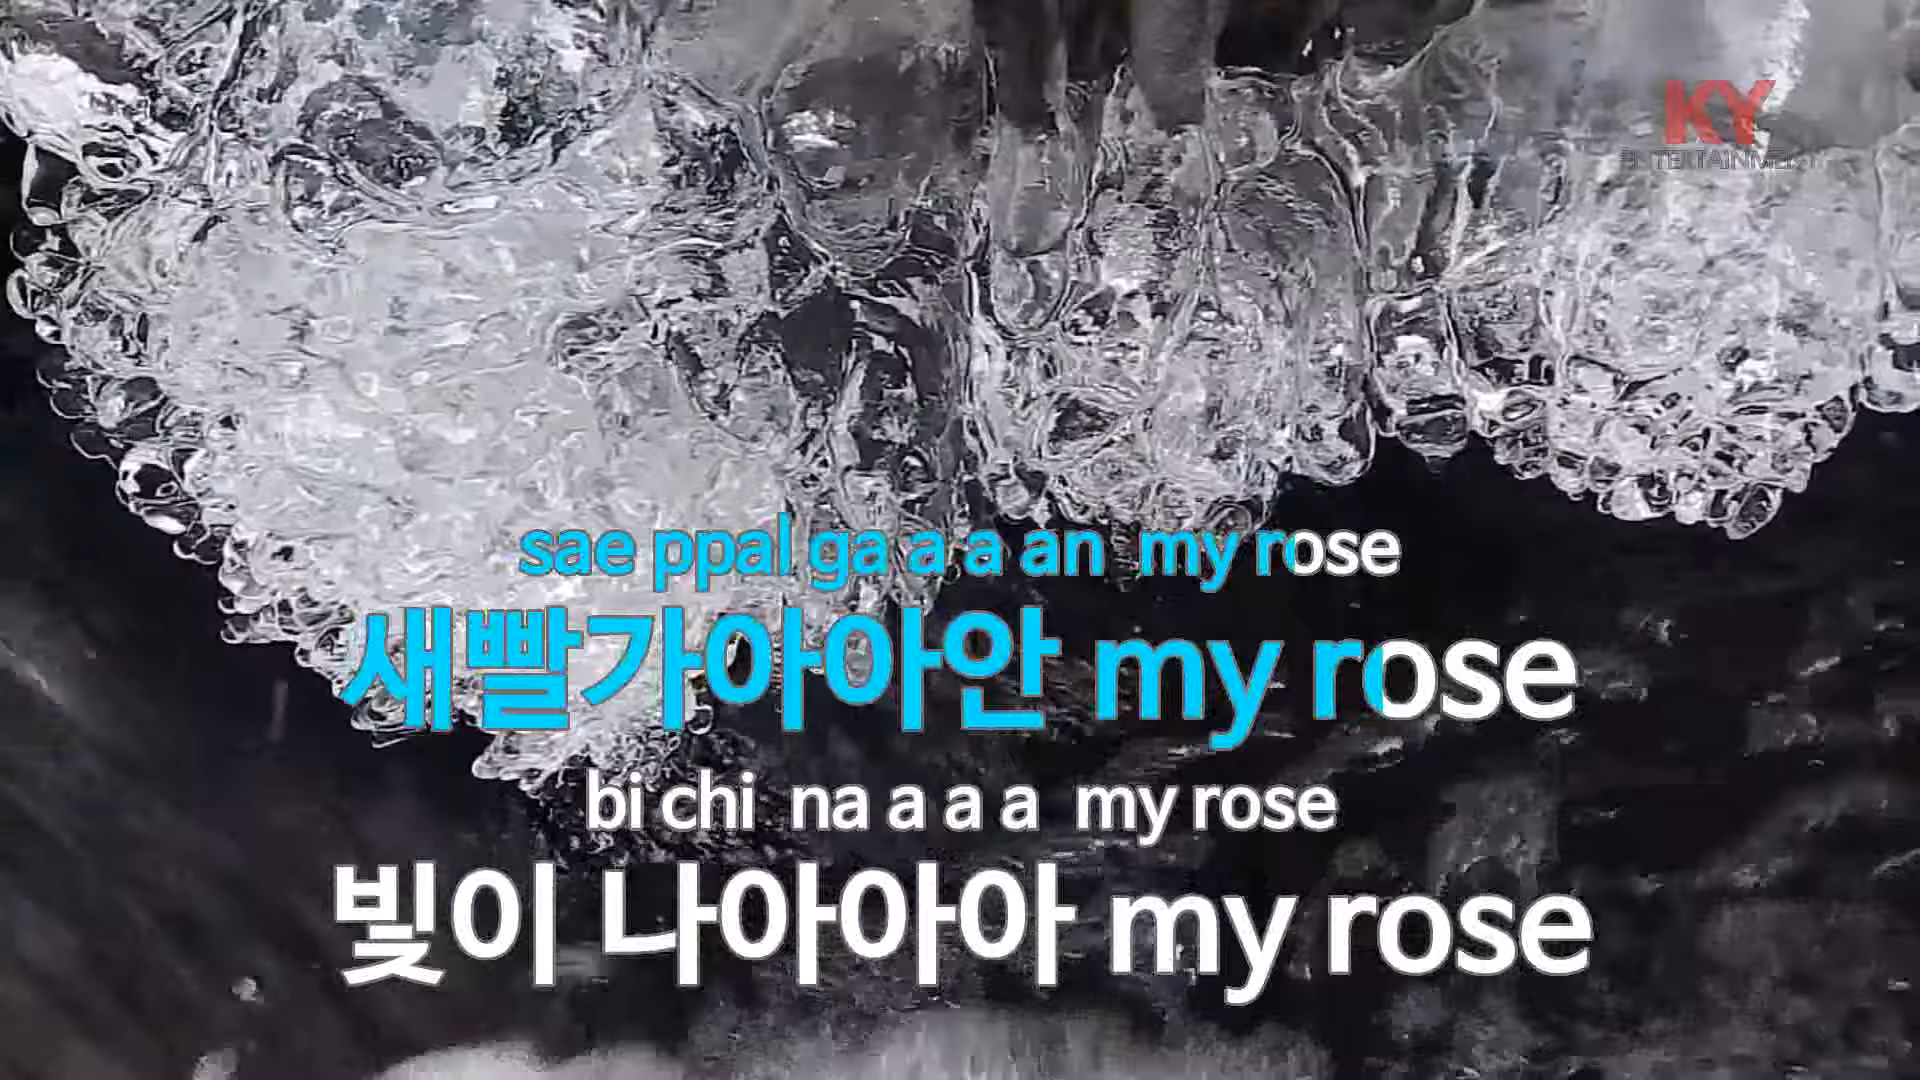 KY
ENTERTAINMENT
sae ppal ga a a an my rose
새빨가아아안 my rose
bi chi na a a a my rose
빛이 나아아아 my rose